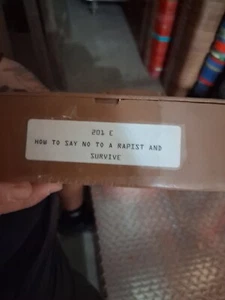 201 E
HOW TO SAY NO TO A RAPIST AND
SURVIVE